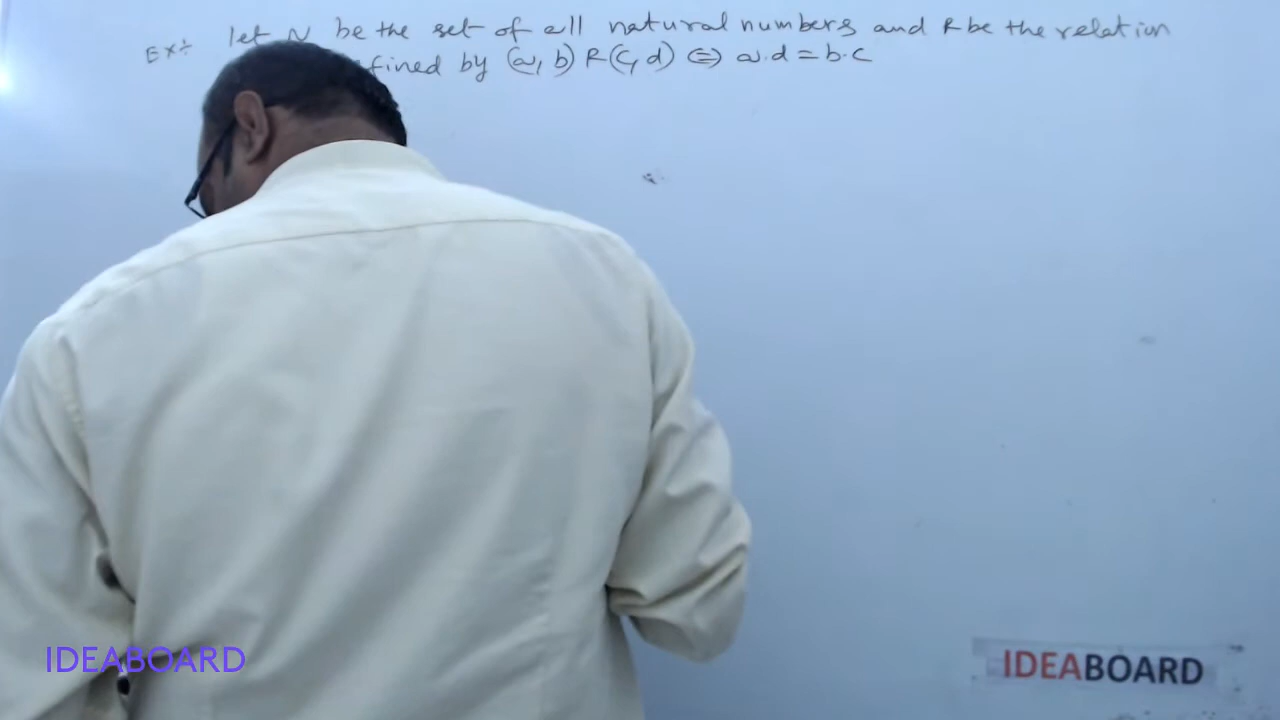 Ex:- let N be the set of all natural numbers and R be the relation
fined by (a, b) R (c, d) ⇔ a.d = b.c
IDEABOARD
IDEABOARD